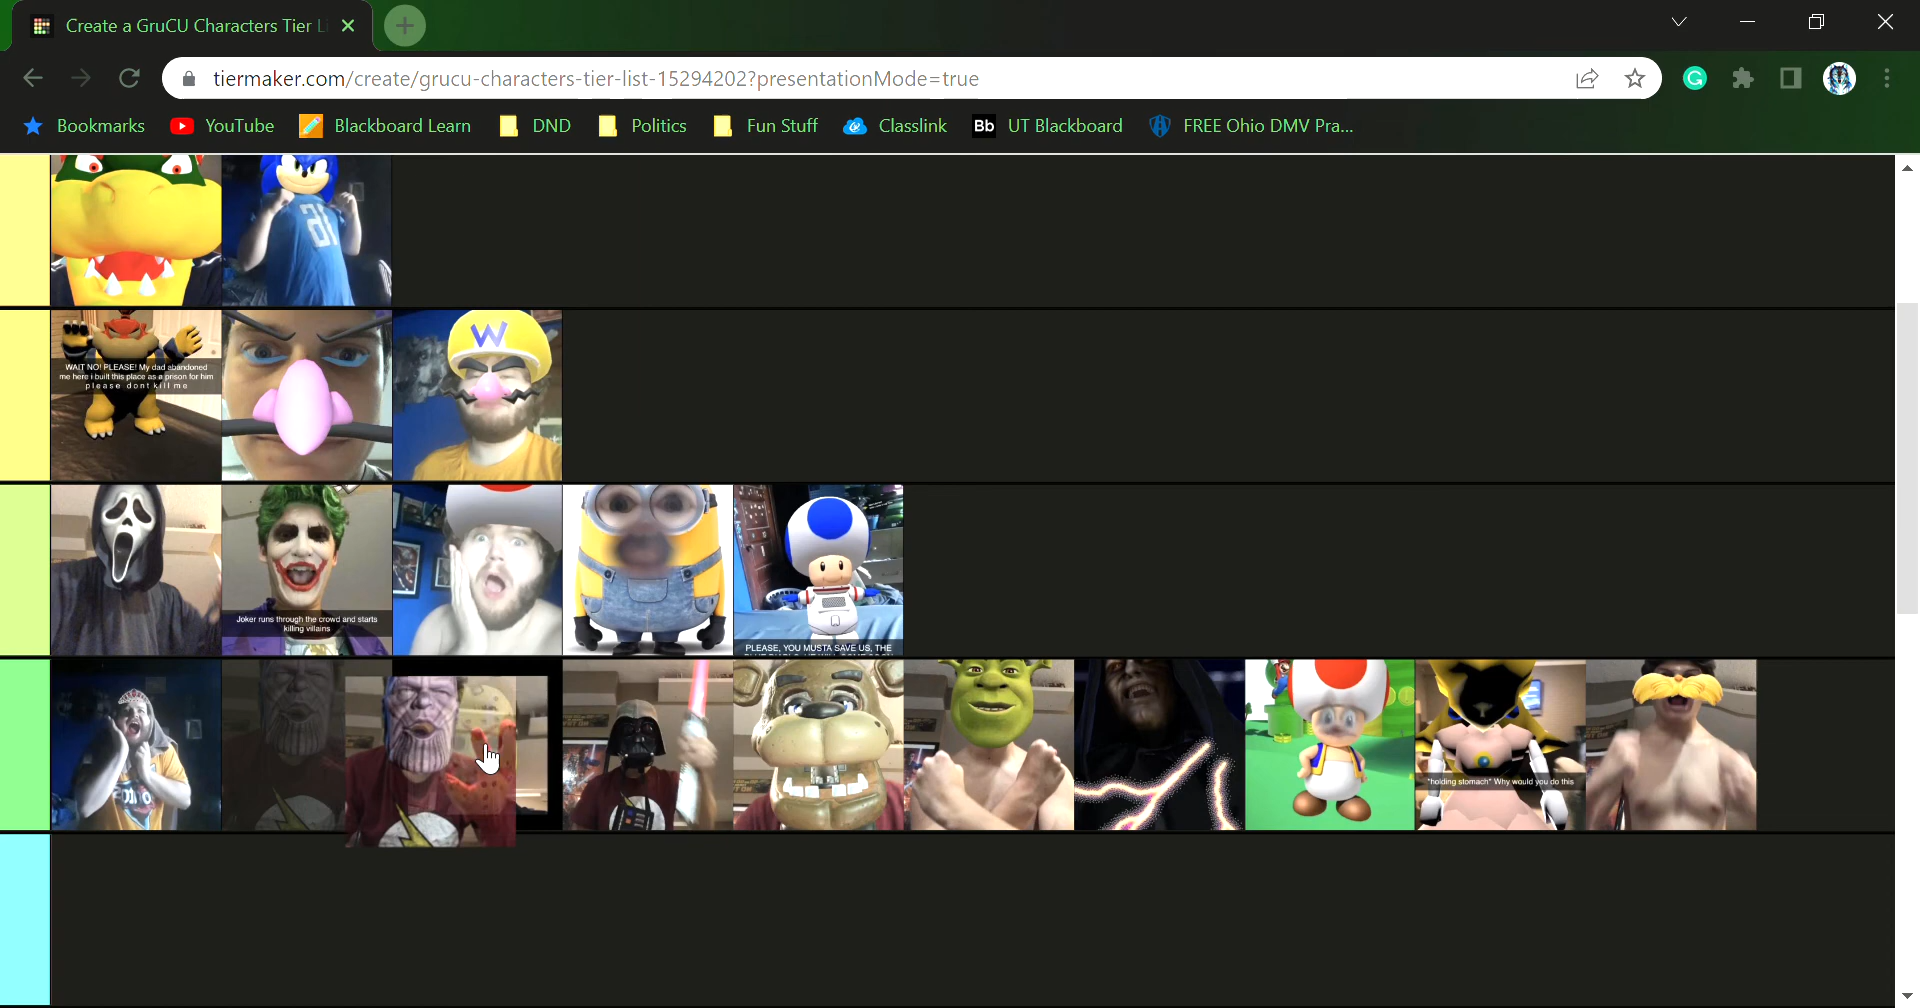 Create a GruCU Characters Tier Li
tiermaker.com/create/grucu-characters-tier-list-15294202?presentationMode=true
Bookmarks YouTube Blackboard Learn DND Politics Fun Stuff Classlink Bb UT Blackboard FREE Ohio DMV Pra...
WAIT NO! PLEASE! My dad abandoned
me here i built this place as a prison for him
please dont kill me
W
Joker runs through the crowd and starts
killing villains
PLEASE, YOU MUSTA SAVE US, THE
*holding stomach* Why would you do this